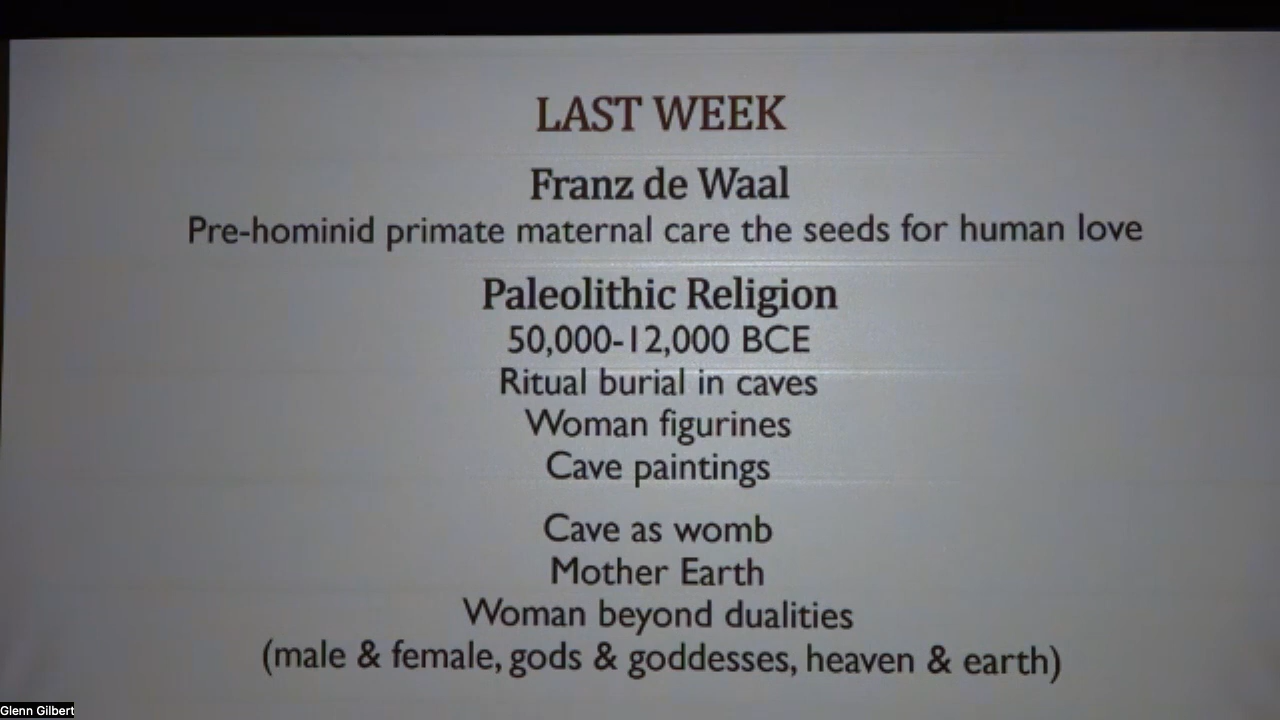 LAST WEEK
Franz de Waal
Pre-hominid primate maternal care the seeds for human love
Paleolithic Religion
50,000-12,000 BCE
Ritual burial in caves
Woman figurines
Cave paintings
Cave as womb
Mother Earth
Woman beyond dualities
(male & female, gods & goddesses, heaven & earth)
Glenn Gilbert